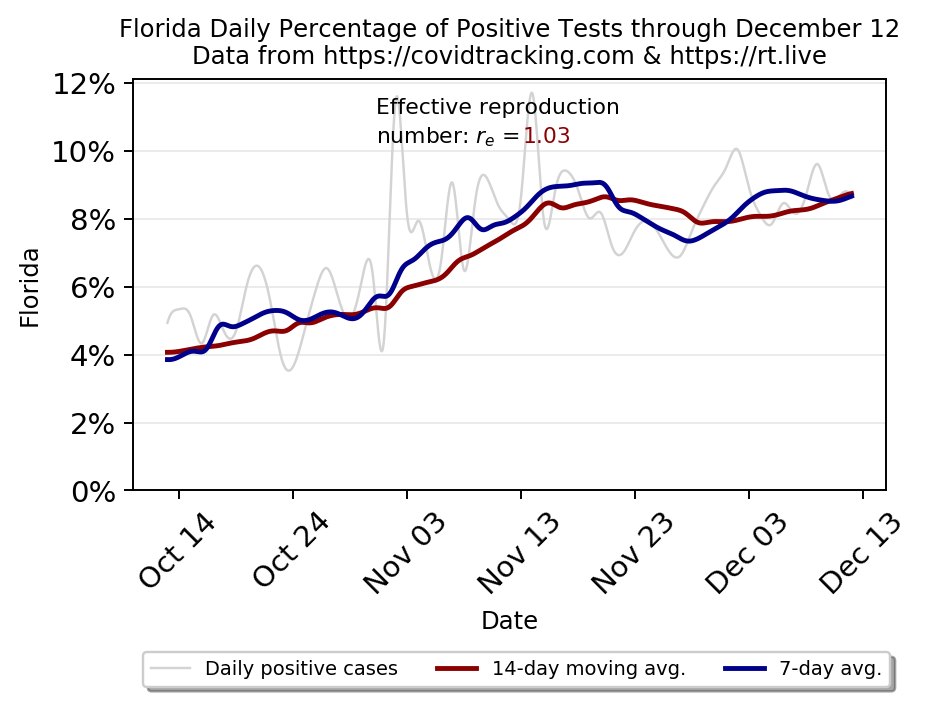 Florida Daily Percentage of Positive Tests through December 12
Data from https://covidtracking.com & https://rt.live
Effective reproduction
number: rₑ =1.03
12%
10%
8%
6%
4%
2%
0%
Florida
Oct 14
Oct 24
Nov 03
Nov 13
Nov 23
Dec 03
Dec 13
Date
Daily positive cases
14-day moving avg.
7-day avg.